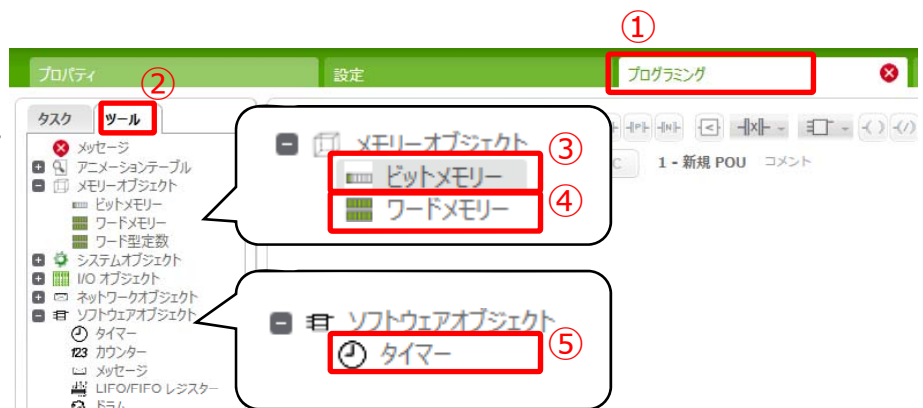 ①
プロパティ
設定
プログラミング
②
タスク
ツール
メッセージ
アニメーションテーブル
メモリーオブジェクト
ビットメモリー
ワードメモリー
ワード型定数
システムオブジェクト
I/O オブジェクト
ネットワークオブジェクト
ソフトウェアオブジェクト
タイマー
123 カウンター
メッセージ
LIFO/FIFO レジスター
ドラム
メモリーオブジェクト
ビットメモリー ③
ワードメモリー ④
ソフトウェアオブジェクト
タイマー ⑤
C 1 - 新規 POU コメント